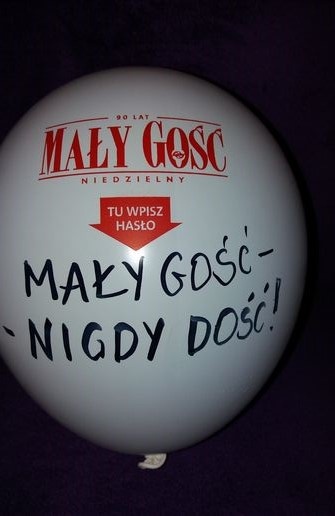 90 LAT
MAŁY GOŚĆ
NIEDZIELNY
TU WPISZ
HASŁO
MAŁY GOŚĆ-
-NIGDY DOŚĆ!